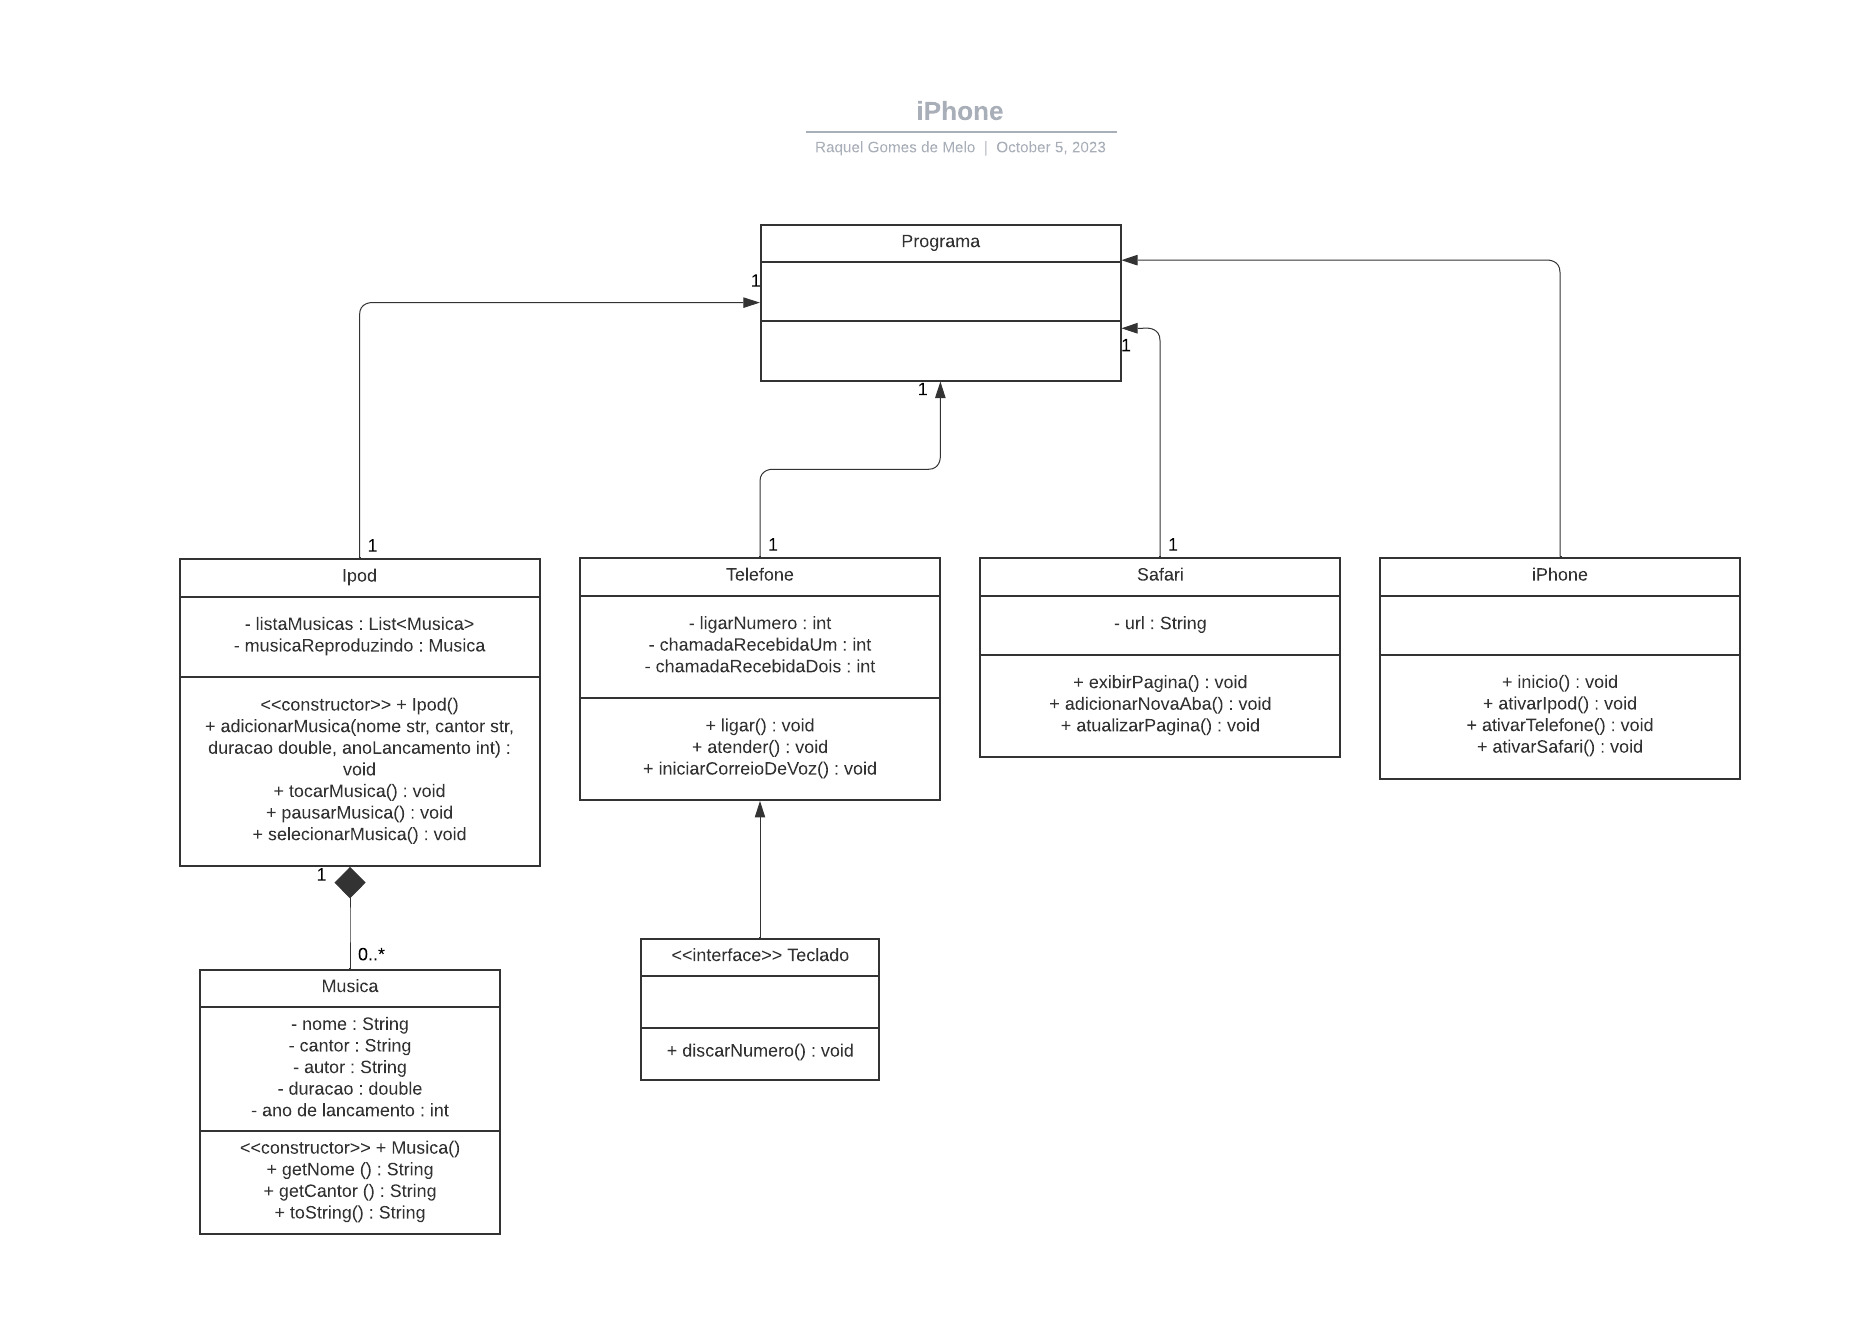 iPhone
Raquel Gomes de Melo | October 5, 2023
Programa
1
1
1
1
1
1
Ipod
- listaMusicas : List<Musica>
- musicaReproduzindo : Musica
<<constructor>> + Ipod()
+ adicionarMusica(nome str, cantor str,
duracao double, anoLancamento int) :
void
+ tocarMusica() : void
+ pausarMusica() : void
+ selecionarMusica() : void
Telefone
- ligarNumero : int
- chamadaRecebidaUm : int
- chamadaRecebidaDois : int
+ ligar() : void
+ atender() : void
+ iniciarCorreioDeVoz() : void
Safari
- url : String
+ exibirPagina() : void
+ adicionarNovaAba() : void
+ atualizarPagina() : void
iPhone
+ inicio() : void
+ ativarIpod() : void
+ ativarTelefone() : void
+ ativarSafari() : void
1
0..*
Musica
- nome : String
- cantor : String
- autor : String
- duracao : double
- ano de lancamento : int
<<constructor>> + Musica()
+ getNome () : String
+ getCantor () : String
+ toString() : String
<<interface>> Teclado
+ discarNumero() : void